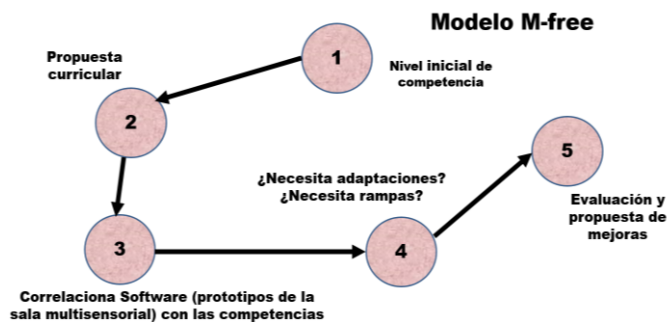 Modelo M-free
1
Nivel inicial de
competencia
Propuesta
curricular
2
3
Correlaciona Software (prototipos de la
sala multisensorial) con las competencias
¿Necesita adaptaciones?
¿Necesita rampas?
4
5
Evaluación y
propuesta de
mejoras